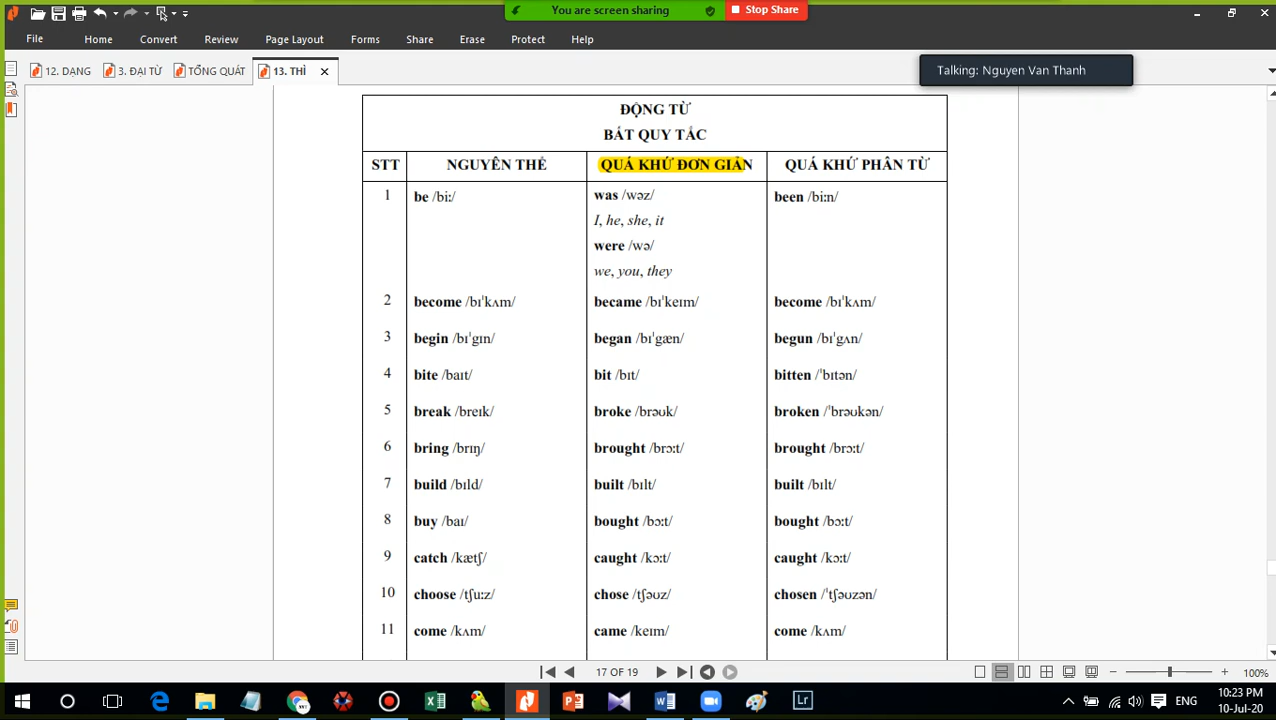 You are screen sharing
Stop Share
File
Home
Convert
Review
Page Layout
Forms
Share
Erase
Protect
Help
12. DẠNG
3. ĐẠI TỪ
TỔNG QUÁT
13. THÌ
Talking: Nguyen Van Thanh
ĐỘNG TỪ
BẤT QUY TẮC
STT NGUYÊN THỂ QUÁ KHỨ ĐƠN GIẢN QUÁ KHỨ PHÂN TỪ
1 be /biː/ was /wəz/ been /biːn/
I, he, she, it
were /wə/
we, you, they
2 become /bɪˈkʌm/ became /bɪˈkeɪm/ become /bɪˈkʌm/
3 begin /bɪˈgɪn/ began /bɪˈgæn/ begun /bɪˈgʌn/
4 bite /baɪt/ bit /bɪt/ bitten /ˈbɪtən/
5 break /breɪk/ broke /brəʊk/ broken /ˈbrəʊkən/
6 bring /brɪŋ/ brought /brɔːt/ brought /brɔːt/
7 build /bɪld/ built /bɪlt/ built /bɪlt/
8 buy /baɪ/ bought /bɔːt/ bought /bɔːt/
9 catch /kætʃ/ caught /kɔːt/ caught /kɔːt/
10 choose /tʃuːz/ chose /tʃəʊz/ chosen /ˈtʃəʊzən/
11 come /kʌm/ came /keɪm/ come /kʌm/
17 OF 19
100%
ENG
10:23 PM
10-Jul-20
Lr